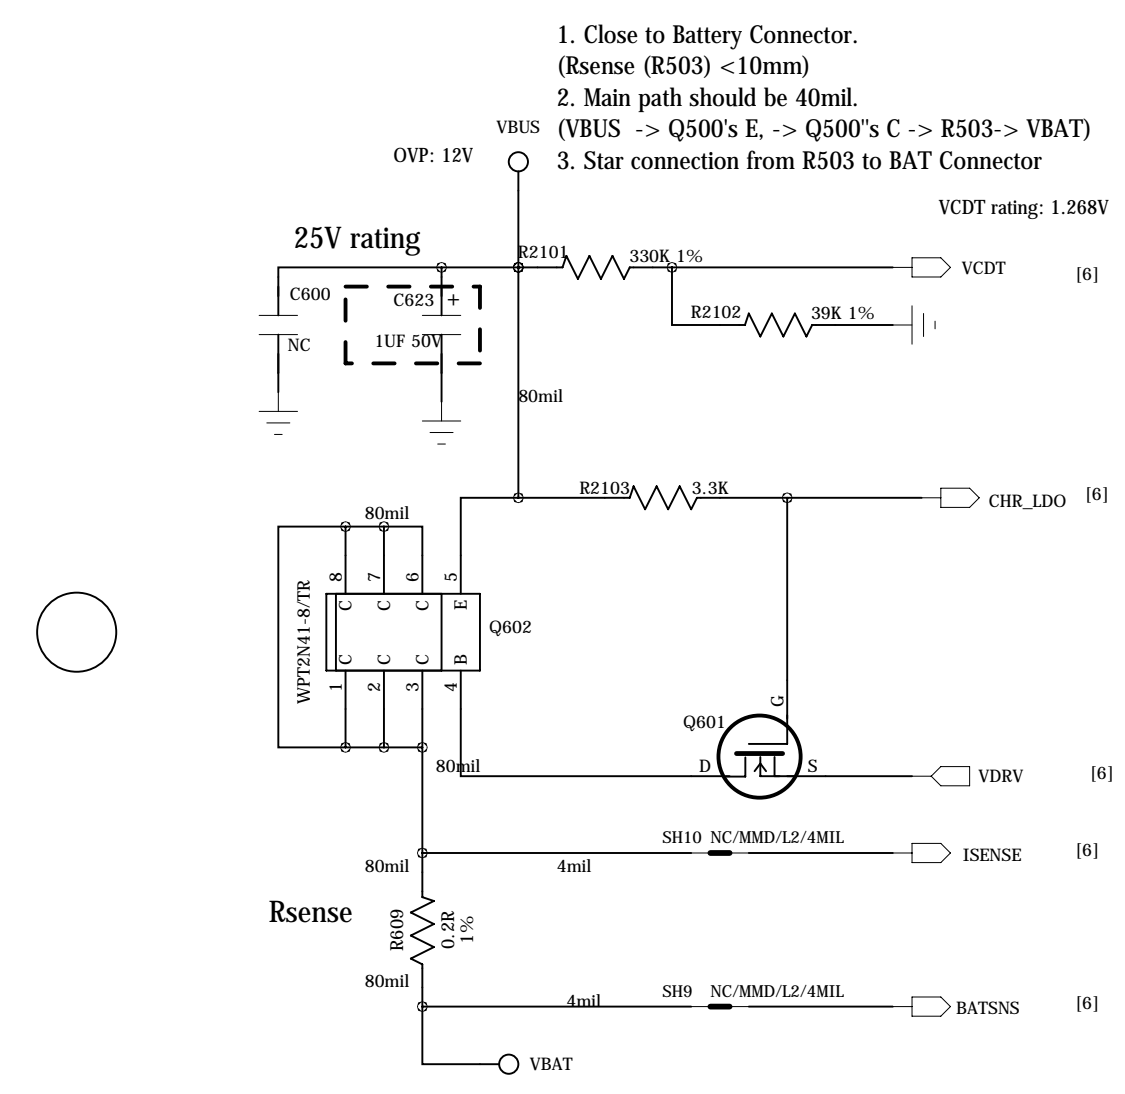 1. Close to Battery Connector.
(Rsense (R503) <10mm)
2. Main path should be 40mil.
VBUS (VBUS -> Q500's E, -> Q500''s C -> R503-> VBAT)
OVP: 12V 3. Star connection from R503 to BAT Connector
VCDT rating: 1.268V
25V rating
R2101 330K 1% VCDT [6]
C600 C623 +
R2102 39K 1%
NC 1UF 50V
80mil
R2103 3.3K CHR_LDO [6]
80mil
8 7 6 5
C C C E
WPT2N41-8/TR
Q602
C C C B
1 2 3 4
G
Q601
80mil D S VDRV [6]
SH10 NC/MMD/L2/4MIL
80mil 4mil ISENSE [6]
Rsense R609 0.2R 1%
80mil SH9 NC/MMD/L2/4MIL
4mil BATSNS [6]
VBAT